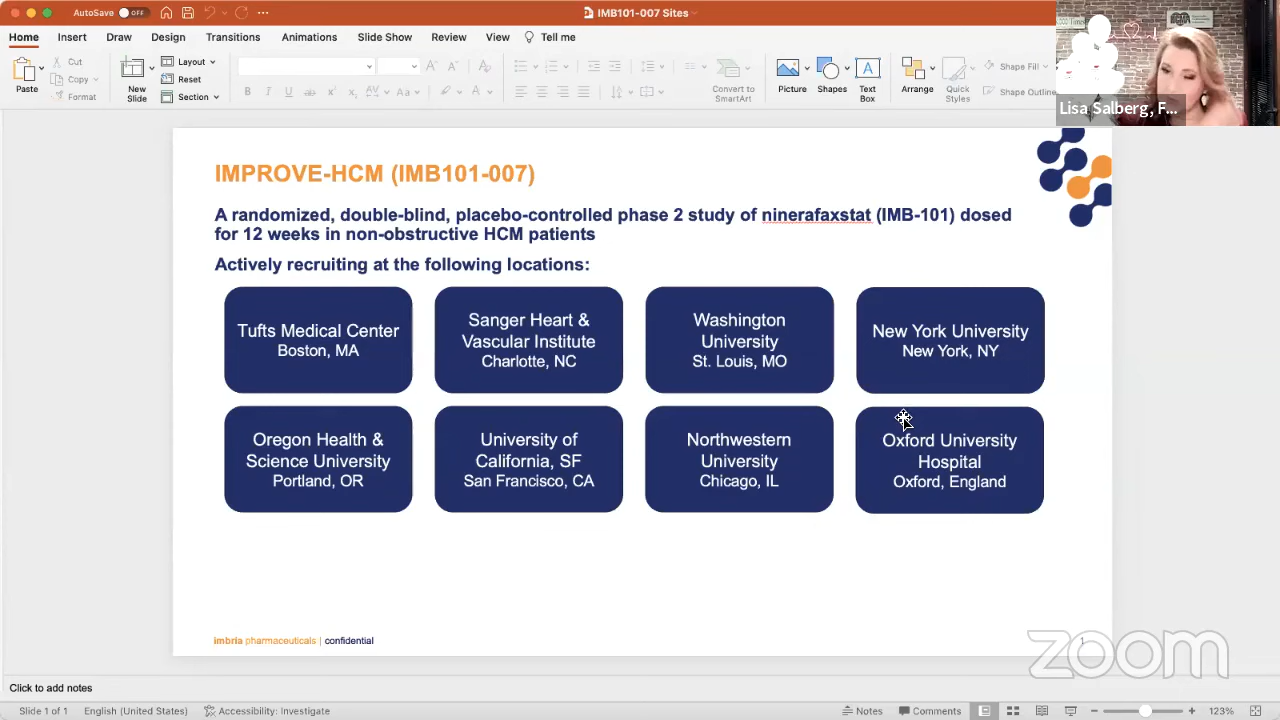 AutoSave OFF
IMB101-007 Sites
Home Insert Draw Design Transitions Animations Tell me
Paste
Cut
Copy
Format
New
Slide
Layout
Reset
Section
Convert to
SmartArt
Picture
Shapes
Text
Box
Arrange
Quick
Styles
Shape Fill
Shape Outline
HCMA
Lisa Salberg, F...
IMPROVE-HCM (IMB101-007)
A randomized, double-blind, placebo-controlled phase 2 study of ninerafaxstat (IMB-101) dosed
for 12 weeks in non-obstructive HCM patients
Actively recruiting at the following locations:
Tufts Medical Center
Boston, MA
Sanger Heart &
Vascular Institute
Charlotte, NC
Washington
University
St. Louis, MO
New York University
New York, NY
Oregon Health &
Science University
Portland, OR
University of
California, SF
San Francisco, CA
Northwestern
University
Chicago, IL
Oxford University
Hospital
Oxford, England
imbria pharmaceuticals | confidential
1
zoom
Click to add notes
Slide 1 of 1 English (United States) Accessibility: Investigate Notes Comments 123%